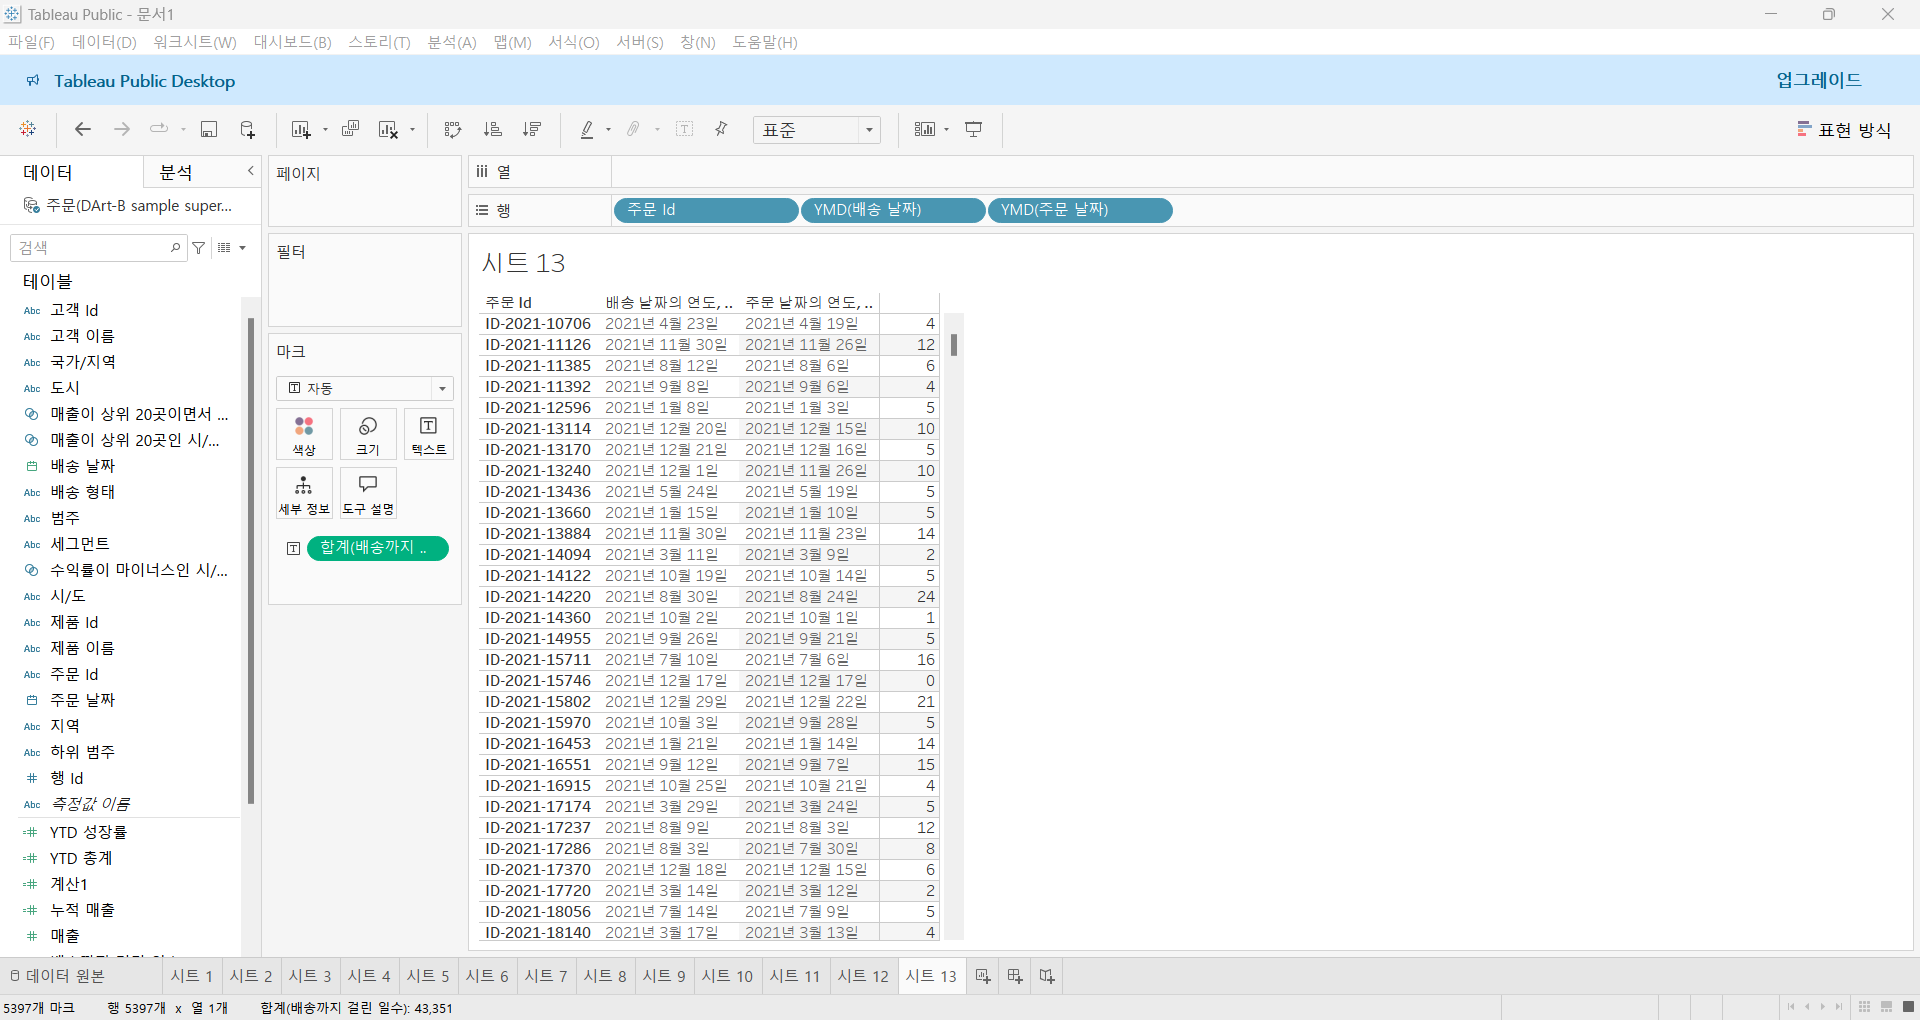 Tableau Public - 문서1
파일(F) 데이터(D) 워크시트(W) 대시보드(B) 스토리(T) 분석(A) 맵(M) 서식(O) 서버(S) 창(N) 도움말(H)
Tableau Public Desktop 업그레이드
표준 표현 방식
데이터 분석
주문(DArt-B sample super...
검색
테이블
Abc 고객 Id
Abc 고객 이름
Abc 국가/지역
Abc 도시
매출이 상위 20곳이면서 ...
매출이 상위 20곳인 시/...
배송 날짜
Abc 배송 형태
Abc 범주
Abc 세그먼트
수익률이 마이너스인 시/...
Abc 시/도
Abc 제품 Id
Abc 제품 이름
Abc 주문 Id
주문 날짜
Abc 지역
Abc 하위 범주
# 행 Id
Abc 측정값 이름
=# YTD 성장률
=# YTD 총계
=# 계산1
=# 누적 매출
# 매출
페이지
필터
마크
자동
색상 크기 텍스트
세부 정보 도구 설명
합계(배송까지 ..
열
행 주문 Id YMD(배송 날짜) YMD(주문 날짜)
시트 13
주문 Id 배송 날짜의 연도, .. 주문 날짜의 연도, ..
ID-2021-10706 2021년 4월 23일 2021년 4월 19일 4
ID-2021-11126 2021년 11월 30일 2021년 11월 26일 12
ID-2021-11385 2021년 8월 12일 2021년 8월 6일 6
ID-2021-11392 2021년 9월 8일 2021년 9월 6일 4
ID-2021-12596 2021년 1월 8일 2021년 1월 3일 5
ID-2021-13114 2021년 12월 20일 2021년 12월 15일 10
ID-2021-13170 2021년 12월 21일 2021년 12월 16일 5
ID-2021-13240 2021년 12월 1일 2021년 11월 26일 10
ID-2021-13436 2021년 5월 24일 2021년 5월 19일 5
ID-2021-13660 2021년 1월 15일 2021년 1월 10일 5
ID-2021-13884 2021년 11월 30일 2021년 11월 23일 14
ID-2021-14094 2021년 3월 11일 2021년 3월 9일 2
ID-2021-14122 2021년 10월 19일 2021년 10월 14일 5
ID-2021-14220 2021년 8월 30일 2021년 8월 24일 24
ID-2021-14360 2021년 10월 2일 2021년 10월 1일 1
ID-2021-14955 2021년 9월 26일 2021년 9월 21일 5
ID-2021-15711 2021년 7월 10일 2021년 7월 6일 16
ID-2021-15746 2021년 12월 17일 2021년 12월 17일 0
ID-2021-15802 2021년 12월 29일 2021년 12월 22일 21
ID-2021-15970 2021년 10월 3일 2021년 9월 28일 5
ID-2021-16453 2021년 1월 21일 2021년 1월 14일 14
ID-2021-16551 2021년 9월 12일 2021년 9월 7일 15
ID-2021-16915 2021년 10월 25일 2021년 10월 21일 4
ID-2021-17174 2021년 3월 29일 2021년 3월 24일 5
ID-2021-17237 2021년 8월 9일 2021년 8월 3일 12
ID-2021-17286 2021년 8월 3일 2021년 7월 30일 8
ID-2021-17370 2021년 12월 18일 2021년 12월 15일 6
ID-2021-17720 2021년 3월 14일 2021년 3월 12일 2
ID-2021-18056 2021년 7월 14일 2021년 7월 9일 5
ID-2021-18140 2021년 3월 17일 2021년 3월 13일 4
데이터 원본 시트 1 시트 2 시트 3 시트 4 시트 5 시트 6 시트 7 시트 8 시트 9 시트 10 시트 11 시트 12 시트 13
5397개 마크 행 5397개 x 열 1개 합계(배송까지 걸린 일수): 43,351